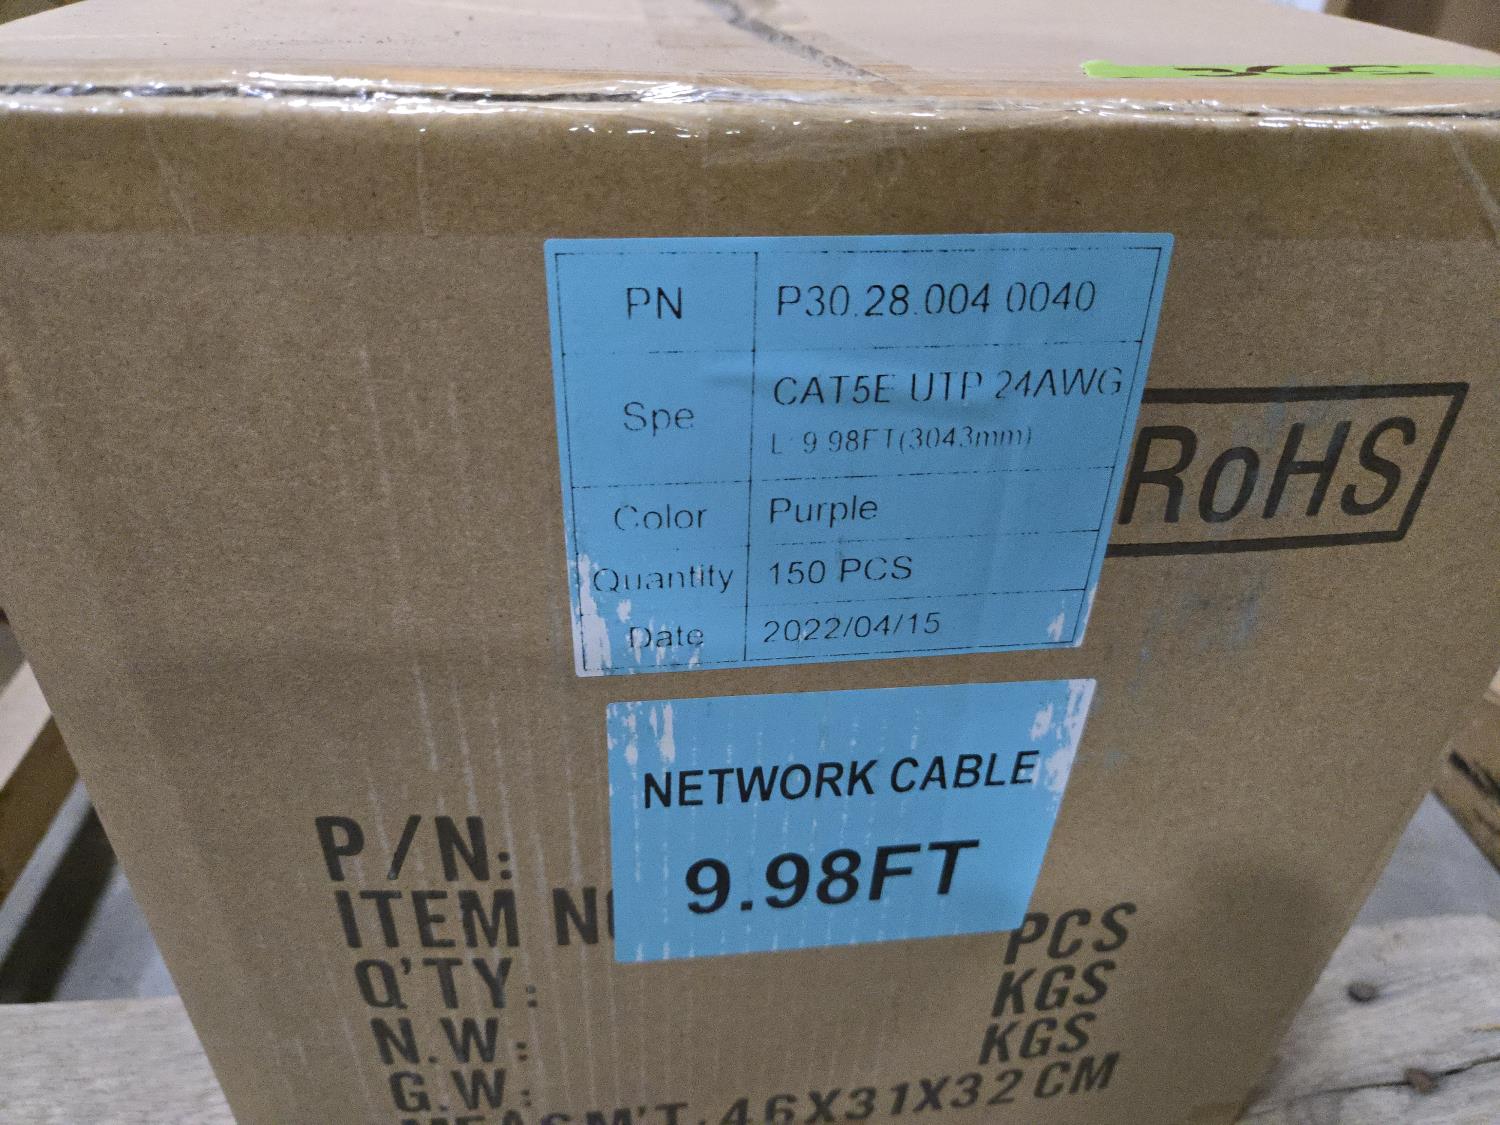 PN P30.28.004 0040
Spe CAT5E UTP 24AWG
L: 9.98FT(3043mm)
Color Purple
Quantity 150 PCS
Date 2022/04/15
RoHS
NETWORK CABLE
9.98FT
P/N:
ITEM
Q'TY: PCS
N.W: KGS
G.W: KGS
MEASM'T. 46X31X32 CM